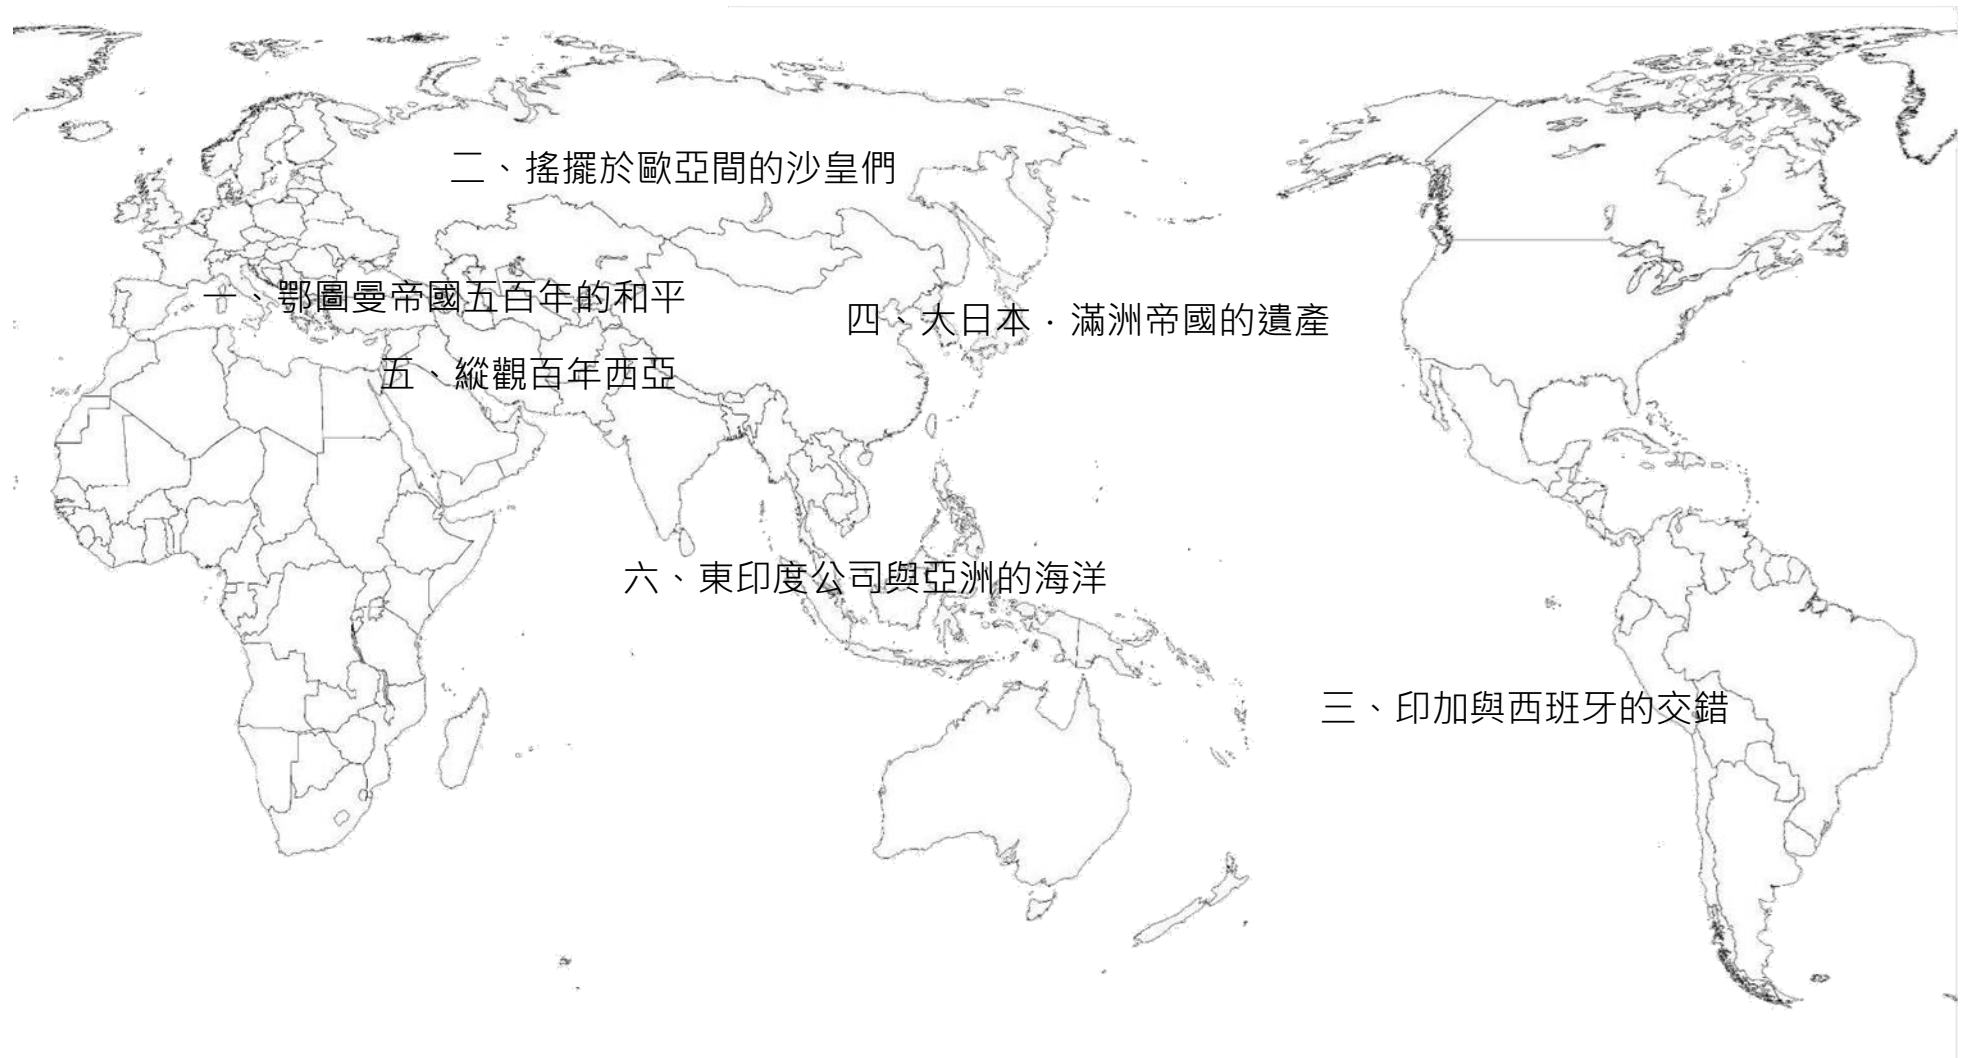 二、搖擺於歐亞間的沙皇們
一、鄂圖曼帝國五百年的和平
四、大日本．滿洲帝國的遺產
五、縱觀百年西亞
六、東印度公司與亞洲的海洋
三、印加與西班牙的交錯